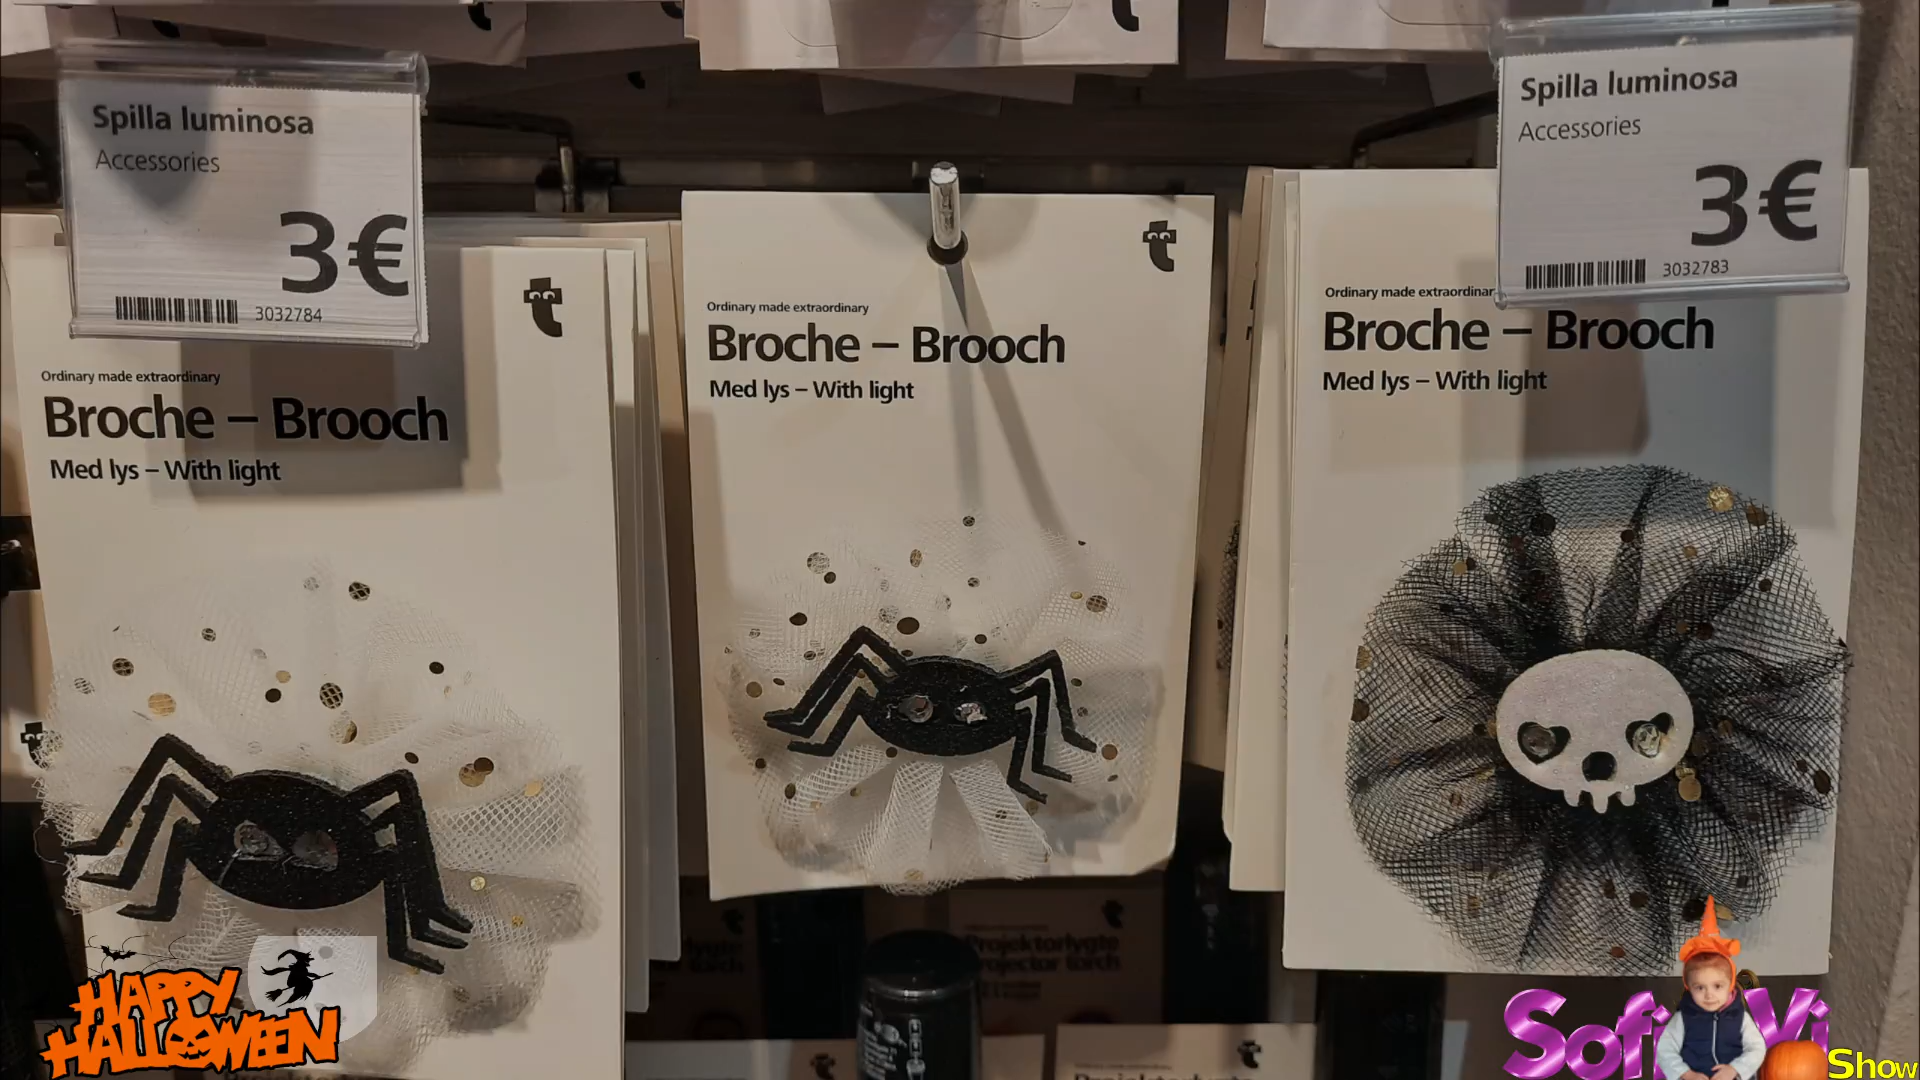 Spilla luminosa
Accessories
3€
3032784
Spilla luminosa
Accessories
3€
3032783
Ordinary made extraordinary
Broche – Brooch
Med lys – With light
Ordinary made extraordinary
Broche – Brooch
Med lys – With light
Ordinary made extraordinar
Broche – Brooch
Med lys – With light
Projektorlygte
HAPPY
HALLOWEEN
Sofi Vi
Show